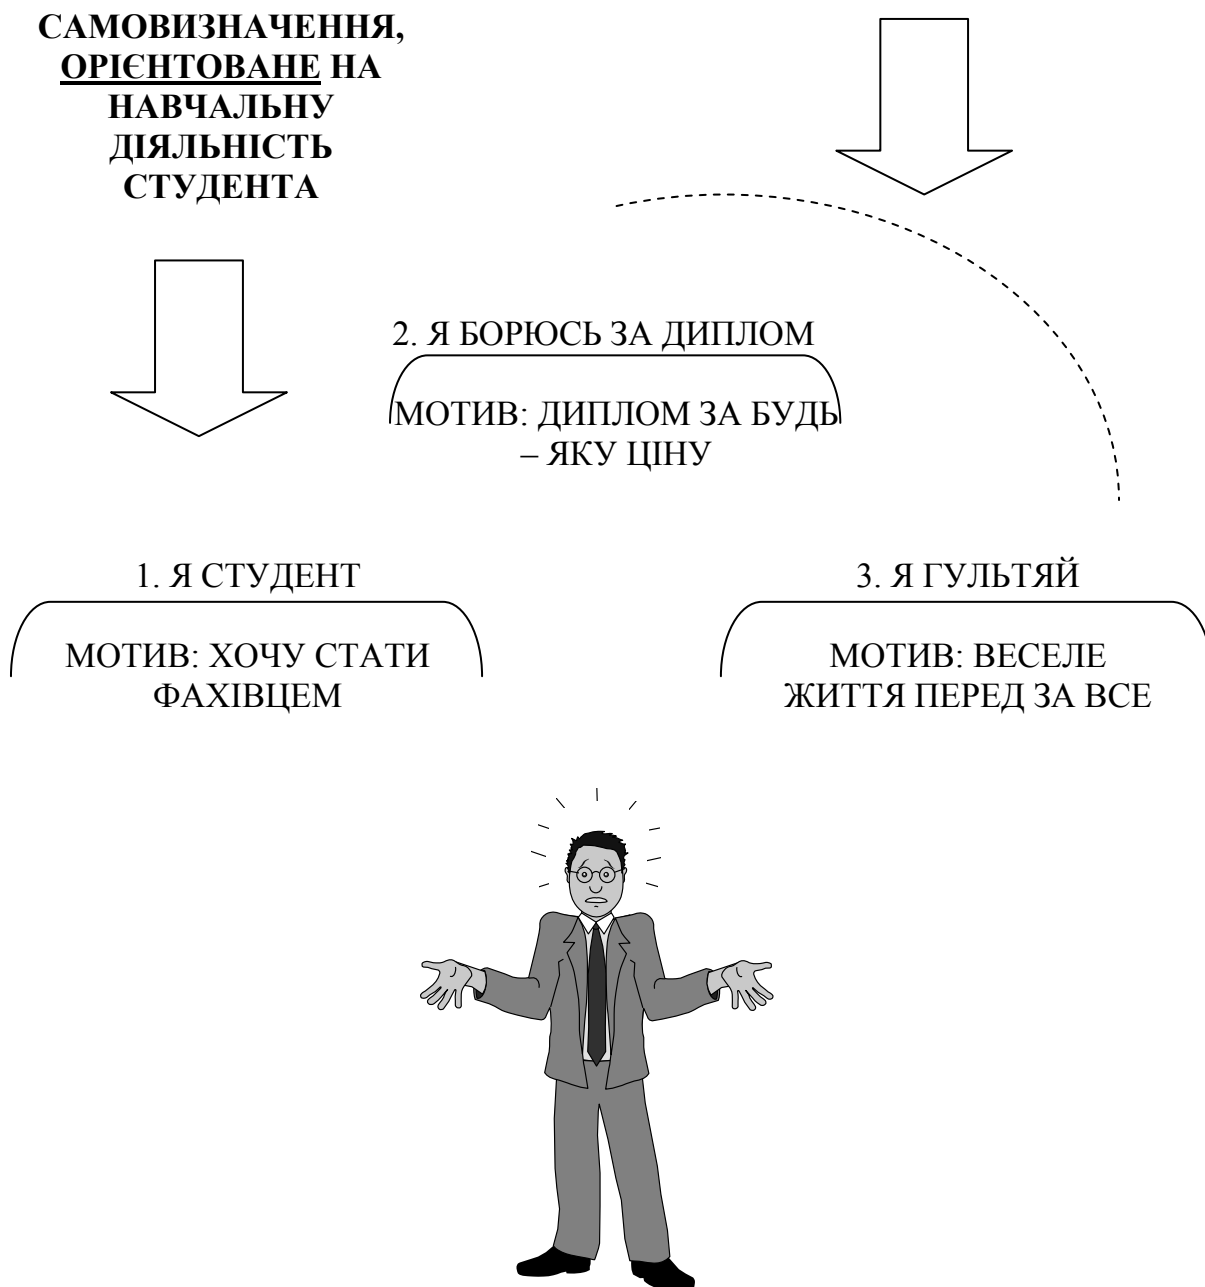 САМОВИЗНАЧЕННЯ,
ОРІЄНТОВАНЕ НА
НАВЧАЛЬНУ
ДІЯЛЬНІСТЬ
СТУДЕНТА
2. Я БОРЮСЬ ЗА ДИПЛОМ
МОТИВ: ДИПЛОМ ЗА БУДЬ
– ЯКУ ЦІНУ
1. Я СТУДЕНТ
МОТИВ: ХОЧУ СТАТИ
ФАХІВЦЕМ
3. Я ГУЛЬТЯЙ
МОТИВ: ВЕСЕЛЕ
ЖИТТЯ ПЕРЕД ЗА ВСЕ